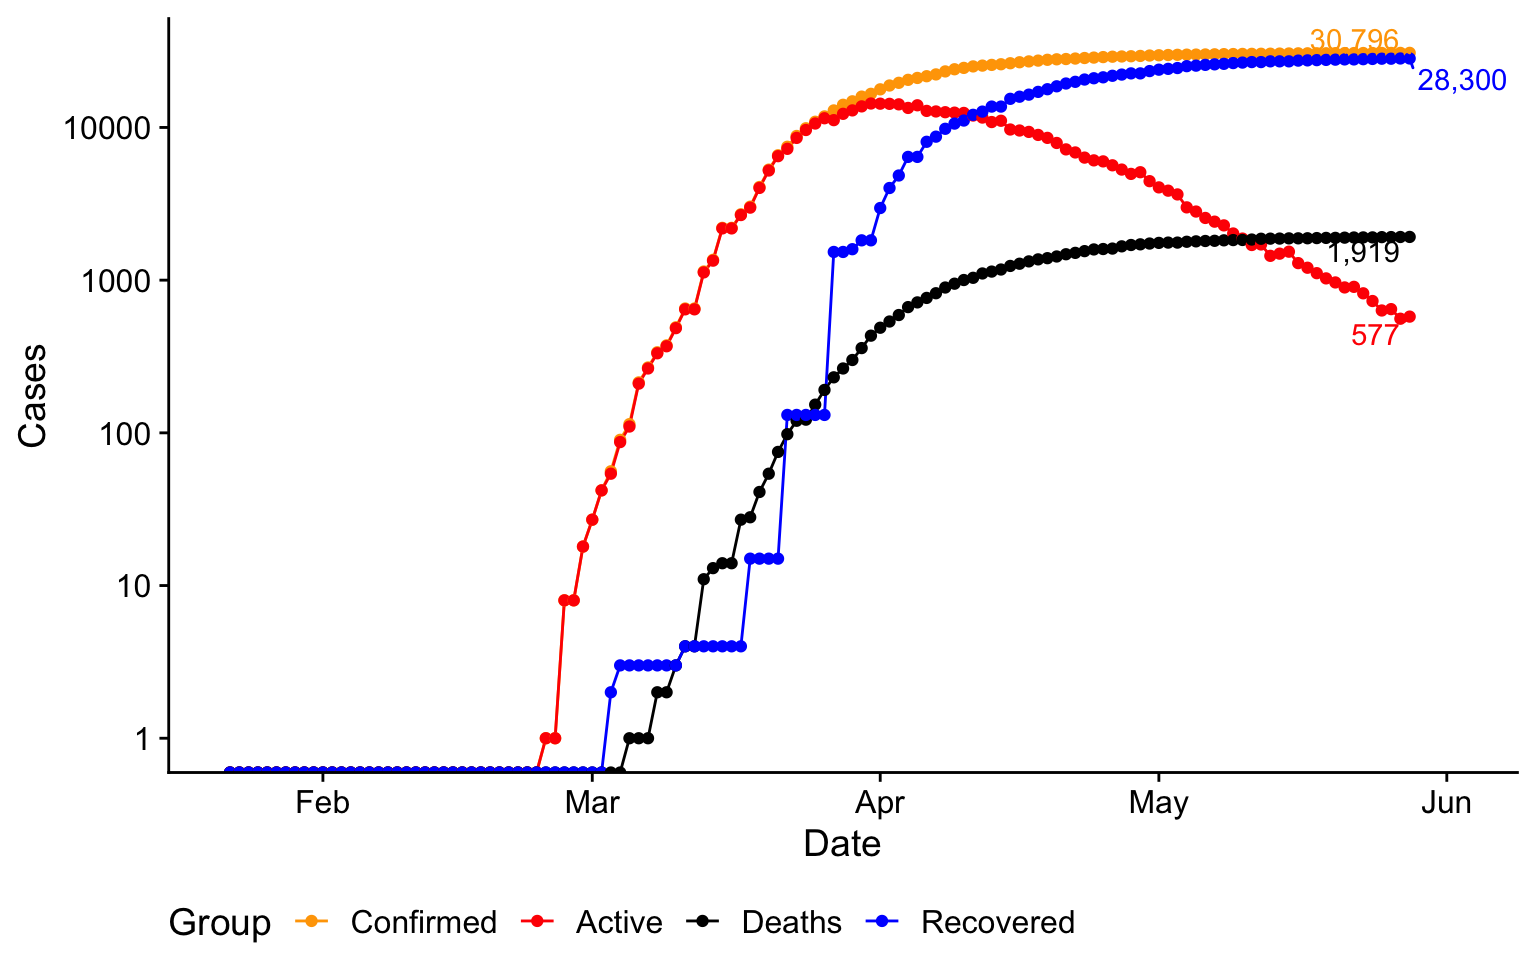 30,796
28,300
10000
1,919
1000
577
Cases
100
10
1
Feb Mar Apr May Jun
Date
Group Confirmed Active Deaths Recovered